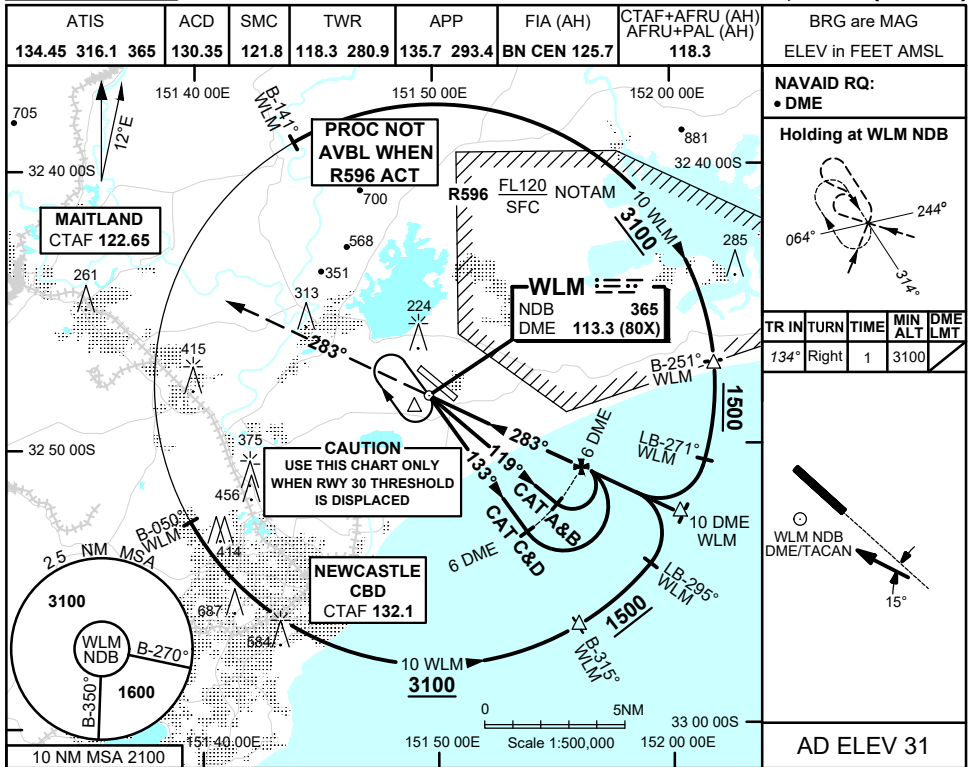 ATIS
134.45 316.1 365
ACD
130.35
SMC
121.8
TWR
118.3 280.9
APP
135.7 293.4
FIA (AH)
BN CEN 125.7
CTAF+AFRU (AH)
AFRU+PAL (AH)
118.3
BRG are MAG
ELEV in FEET AMSL
705
12°E
151 40 00E
B-141°
WLM
151 50 00E
152 00 00E
881
32 40 00S
32 40 00S
PROC NOT
AVBL WHEN
R596 ACT
700
R596
FL120
SFC
NOTAM
10 WLM
3100
MAITLAND
CTAF 122.65
568
351
285
261
313
224
WLM
NDB 365
DME 113.3 (80X)
283°
415
B-251°
WLM
1500
32 50 00S
375
456
CAUTION
USE THIS CHART ONLY
WHEN RWY 30 THRESHOLD
IS DISPLACED
283°
6 DME
119°
CAT A&B
133°
CAT C&D
LB-271°
WLM
10 DME
WLM
6 DME
B-050°
WLM
414
NEWCASTLE
CBD
CTAF 132.1
LB-295°
WLM
1500
687
684
B-315°
WLM
10 WLM
3100
25 NM MSA
3100
WLM
NDB
B-270°
B-350°
1600
10 NM MSA 2100
151 40 00E
151 50 00E
152 00 00E
0 5NM
Scale 1:500,000
33 00 00S
NAVAID RQ:
• DME
Holding at WLM NDB
244°
064°
314°
TR IN TURN TIME MIN ALT DME LMT
134° Right 1 3100
WLM NDB
DME/TACAN
15°
AD ELEV 31